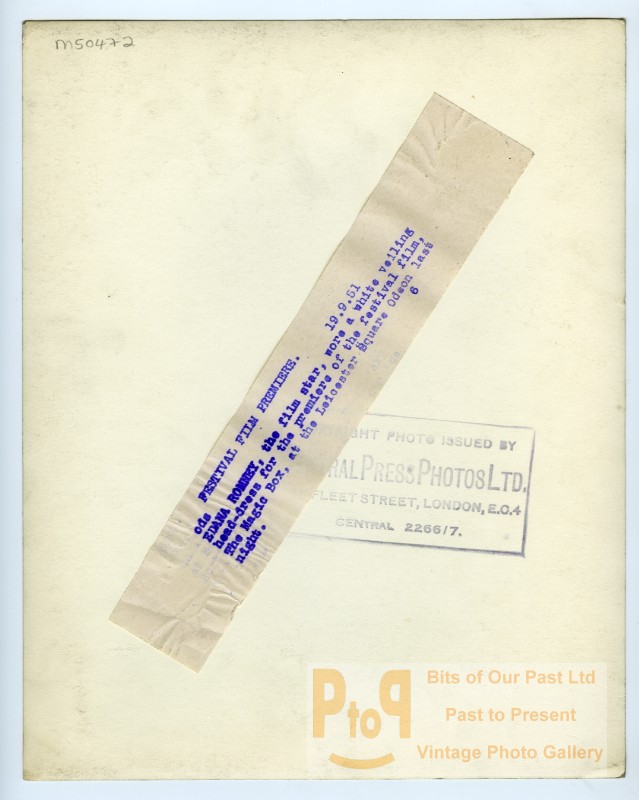 M50472
cds FESTIVAL FILM PREMIERE. 19.9.51
EDANA ROMNEY, the film star, wore a white veiling
head-dress for the premiere of the festival film,
The Magic Box, at the Leicester Square Odeon last
night. 6
GHT PHOTO ISSUED BY
RAL PRESS PHOTOS LTD.
FLEET STREET, LONDON, E.C.4
CENTRAL 2266/7.
PtoP
Bits of Our Past Ltd
Past to Present
Vintage Photo Gallery